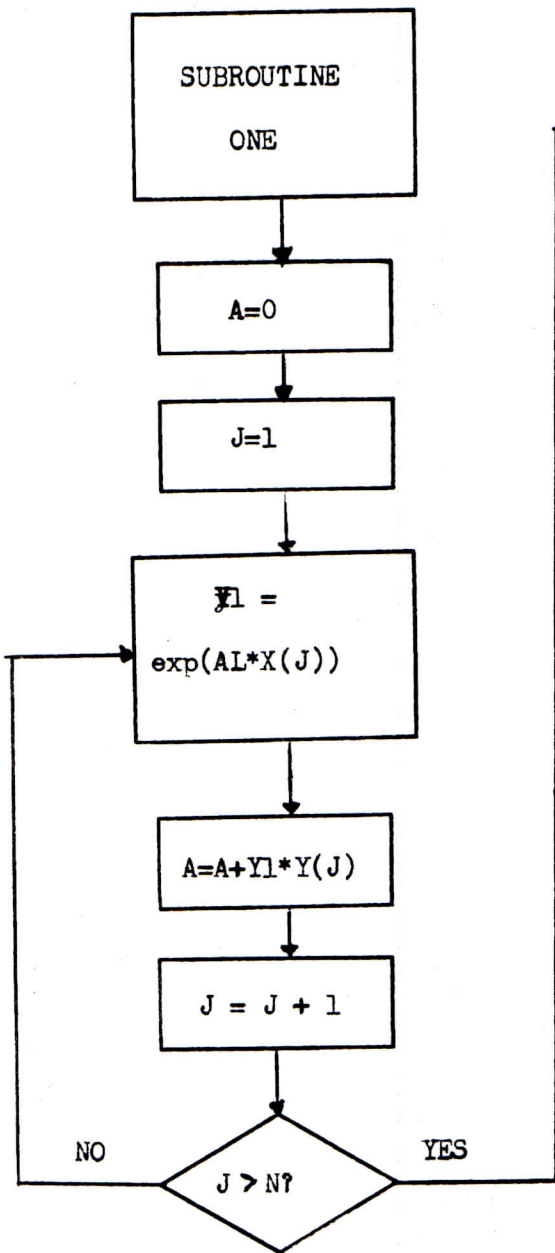 SUBROUTINE
ONE
A=0
J=1
Y1 =
exp(AL*X(J))
A=A+Y1*Y(J)
J = J + 1
NO
J > N?
YES